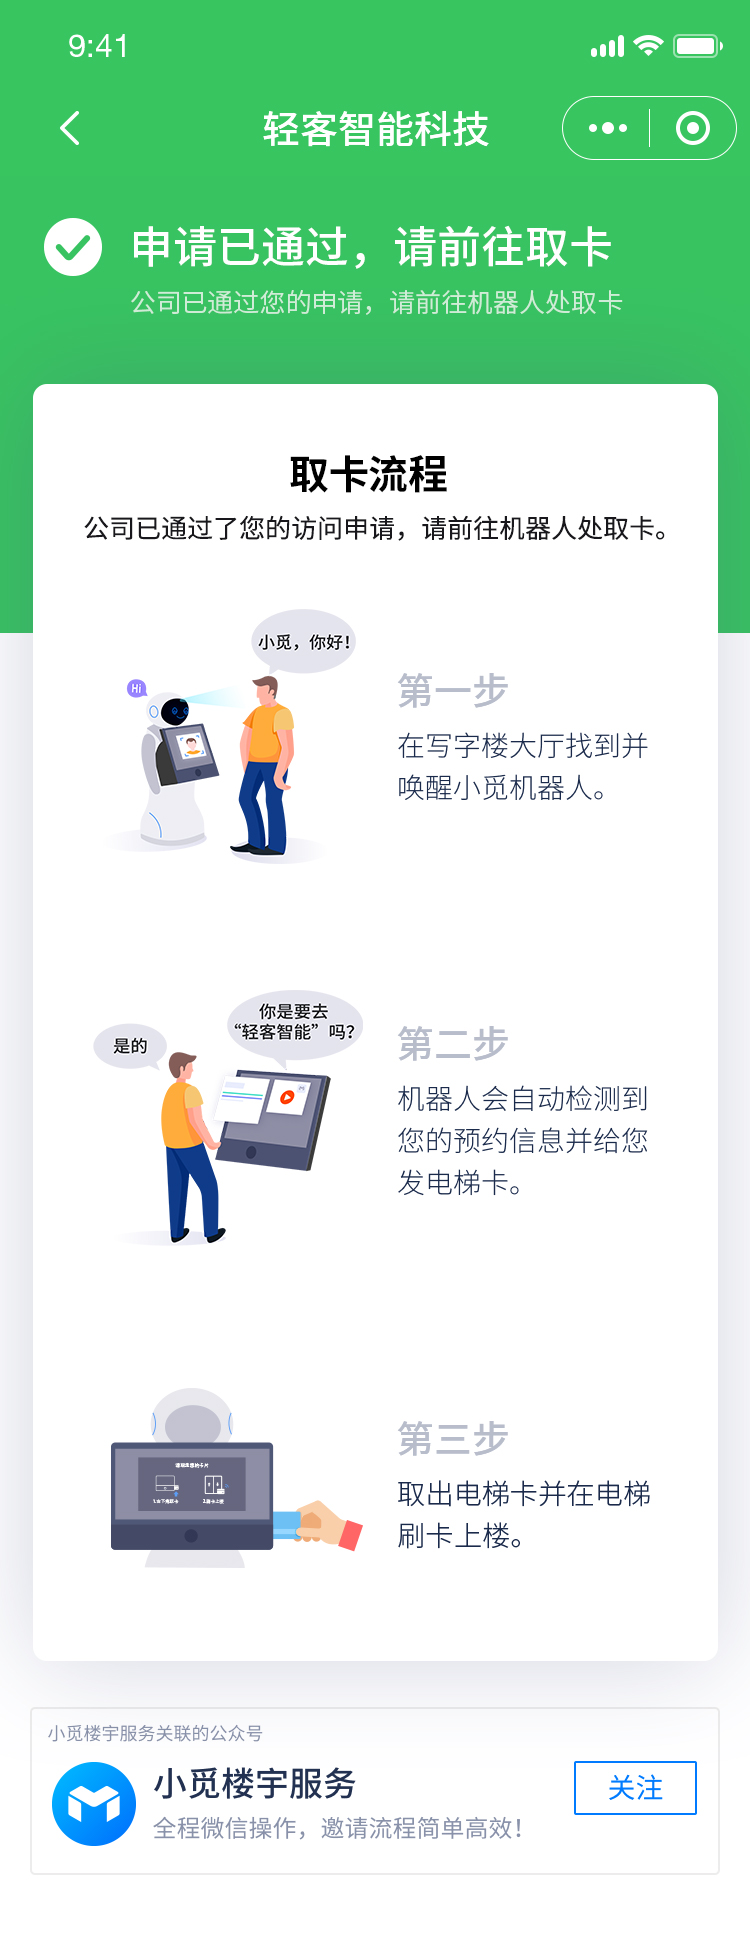 9:41
轻客智能科技
申请已通过，请前往取卡
公司已通过您的申请，请前往机器人处取卡
取卡流程
公司已通过了您的访问申请，请前往机器人处取卡。
小觅，你好！
Hi
第一步
在写字楼大厅找到并
唤醒小觅机器人。
你是要去
“轻客智能”吗？
是的
第二步
机器人会自动检测到
您的预约信息并给您
发电梯卡。
第三步
取出电梯卡并在电梯
刷卡上楼。
小觅楼宇服务关联的公众号
小觅楼宇服务
全程微信操作，邀请流程简单高效！
关注